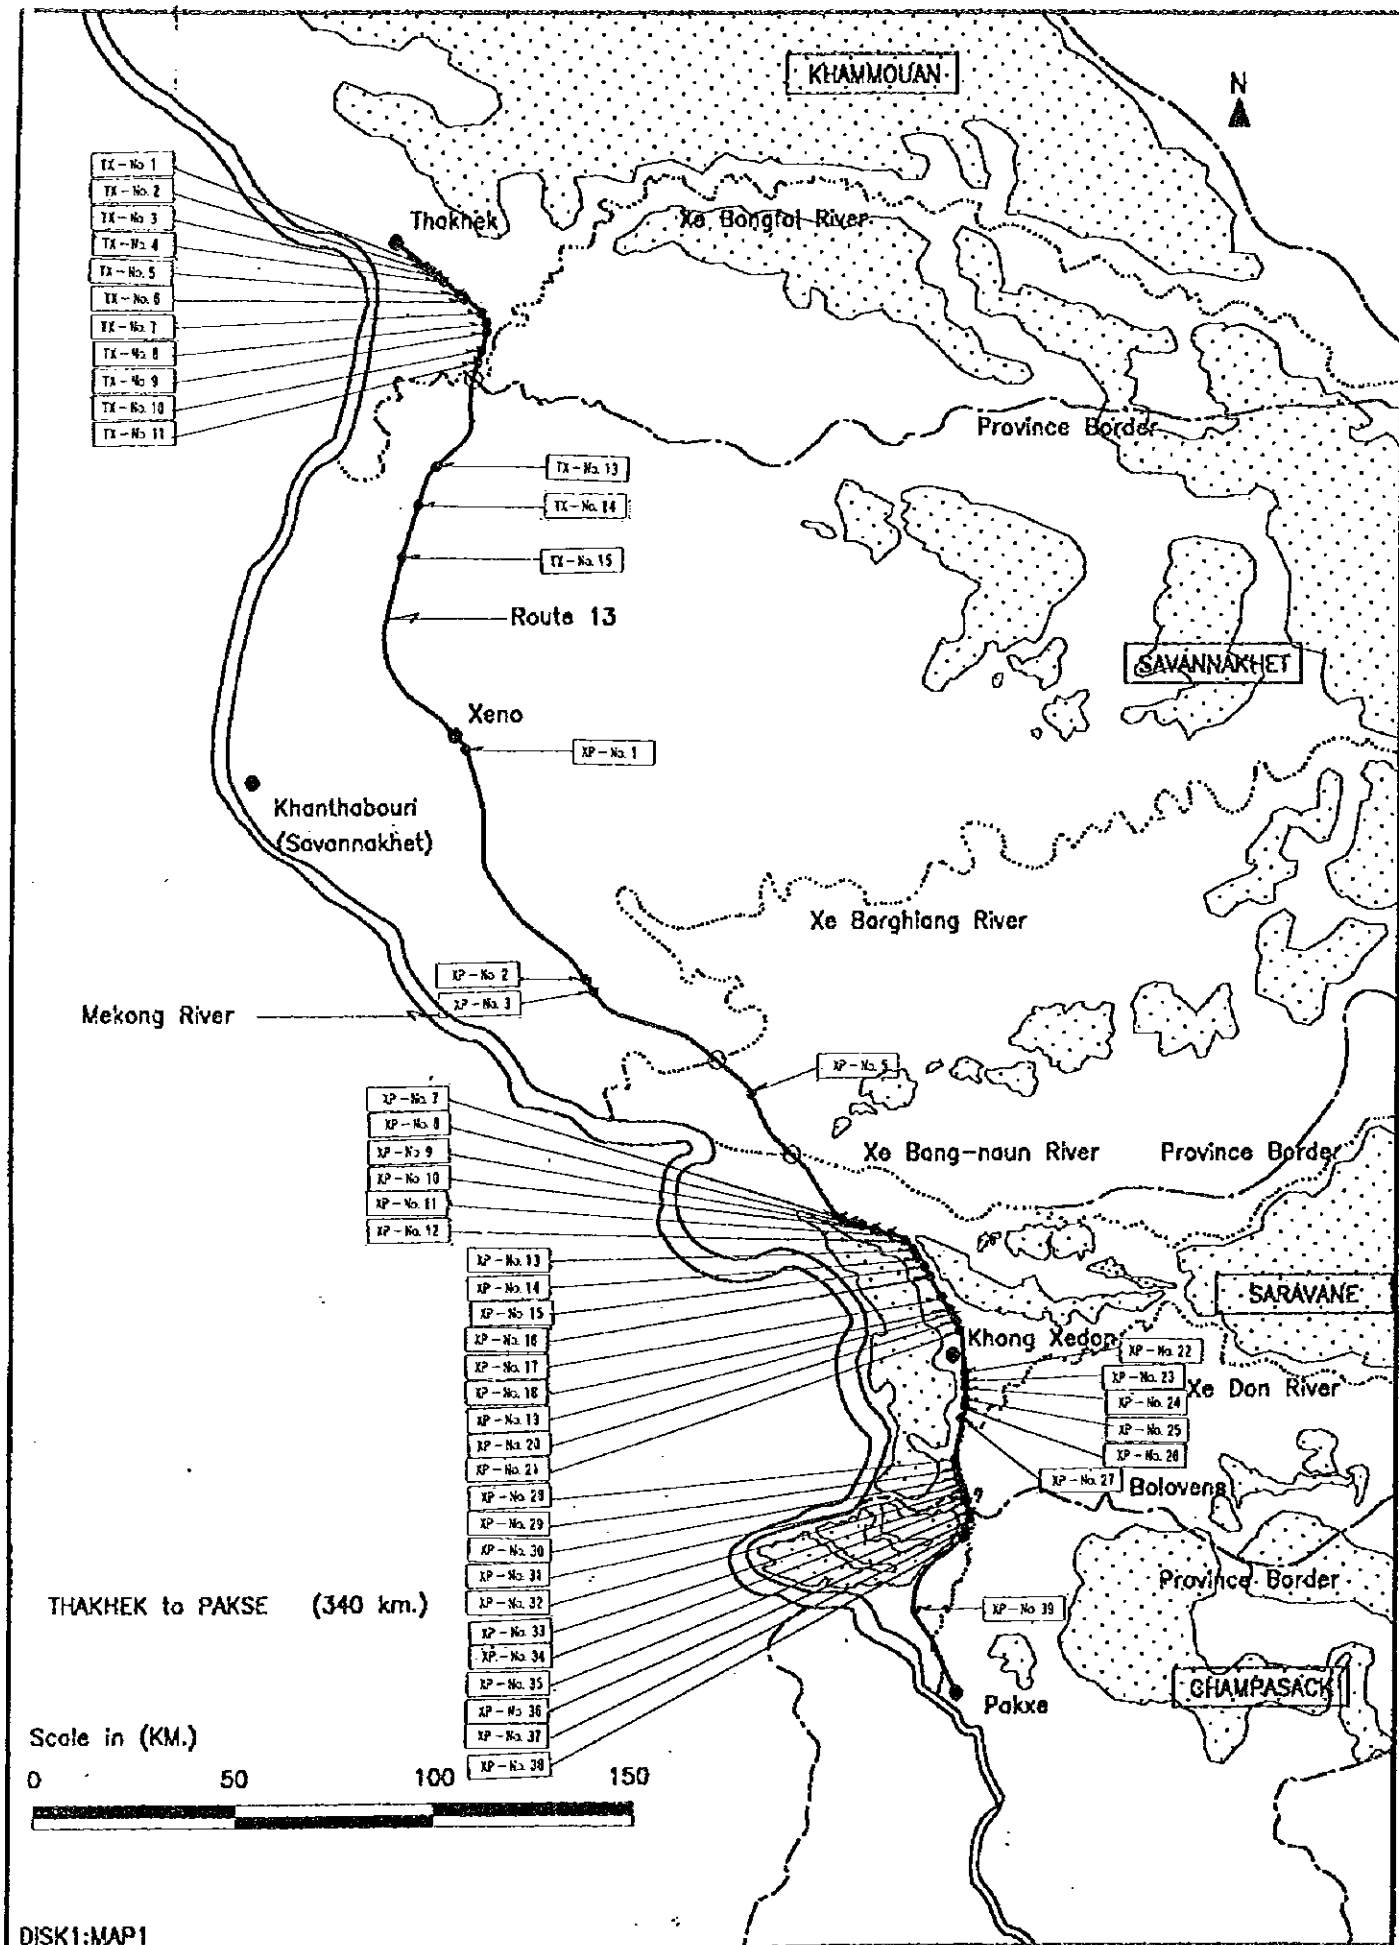 KHAMMOUAN
N
TX-No. 1
TX-No. 2
TX-No. 3
TX-No. 4
TX-No. 5
TX-No. 6
TX-No. 7
TX-No. 8
TX-No. 9
TX-No. 10
TX-No. 11
Thakhek
Xe Bongfai River
Province Border
TX-No. 13
TX-No. 14
TX-No. 15
Route 13
SAVANNAKHET
Xeno
XP-No. 1
Khanthabouri
(Savannakhet)
Xe Barghiang River
XP-No 2
XP-No. 3
Mekong River
XP-No. 5
XP-No. 7
XP-No. 8
XP-No 9
XP-No. 10
XP-No. 11
XP-No. 12
Xe Bang-naun River
Province Border
XP-No. 13
XP-No. 14
XP-No. 15
XP-No. 16
XP-No. 17
XP-No. 18
XP-No. 19
XP-No. 20
XP-No. 21
SARAVANE
Khong Xedon
XP-No. 22
XP-No. 23
XP-No. 24
XP-No. 25
XP-No. 26
XP-No. 27
Xe Don River
Bolovens
XP-No. 28
XP-No. 29
XP-No. 30
XP-No. 31
XP-No. 32
XP-No. 33
XP-No. 34
XP-No. 35
XP-No. 36
XP-No. 37
XP-No. 38
Province Border
THAKHEK to PAKSE (340 km.)
XP-No 39
CHAMPASACK
Pakxe
Scale in (KM.)
0 50 100 150
DISK1:MAP1